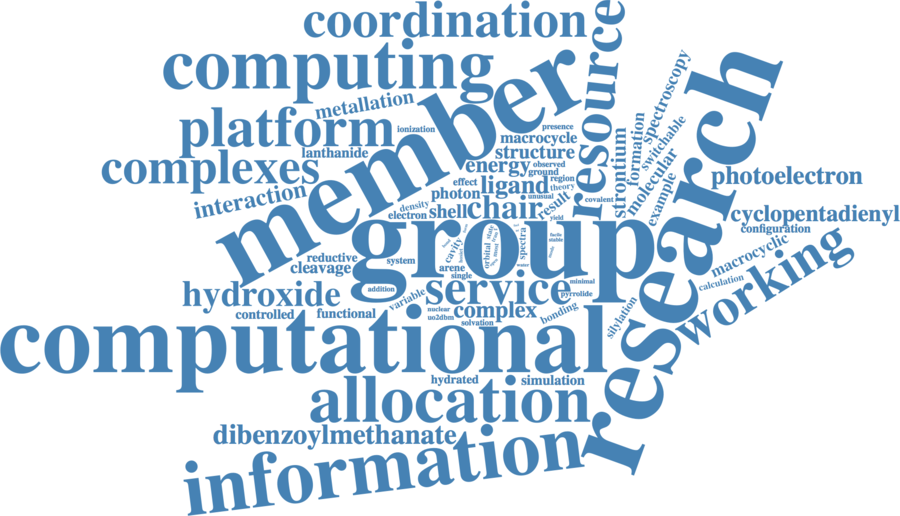 coordination
computing
resource
member
research
spectroscopy
metallation
platform
ionization
presence
macrocycle
lanthanide
structure
complexes
energy
observed
ground
strontium
formation
switchable
molecular
example
photoelectron
interaction
effect
ligand
region
theory
photon
unusual
covalent
density
electron
shell
chair
result
yield
cyclopentadienyl
configuration
group
cavity
orbital
state
spectra
facile
stable
reductive
cleavage
system
arene
single
water
macrocyclic
calculation
working
hydroxide
addition
variable
service
minimal
pyrrolide
controlled
functional
nuclear
uo2dbm
complex
solvation
bonding
silylation
computational
hydrated
simulation
allocation
dibenzoylmethanate
information